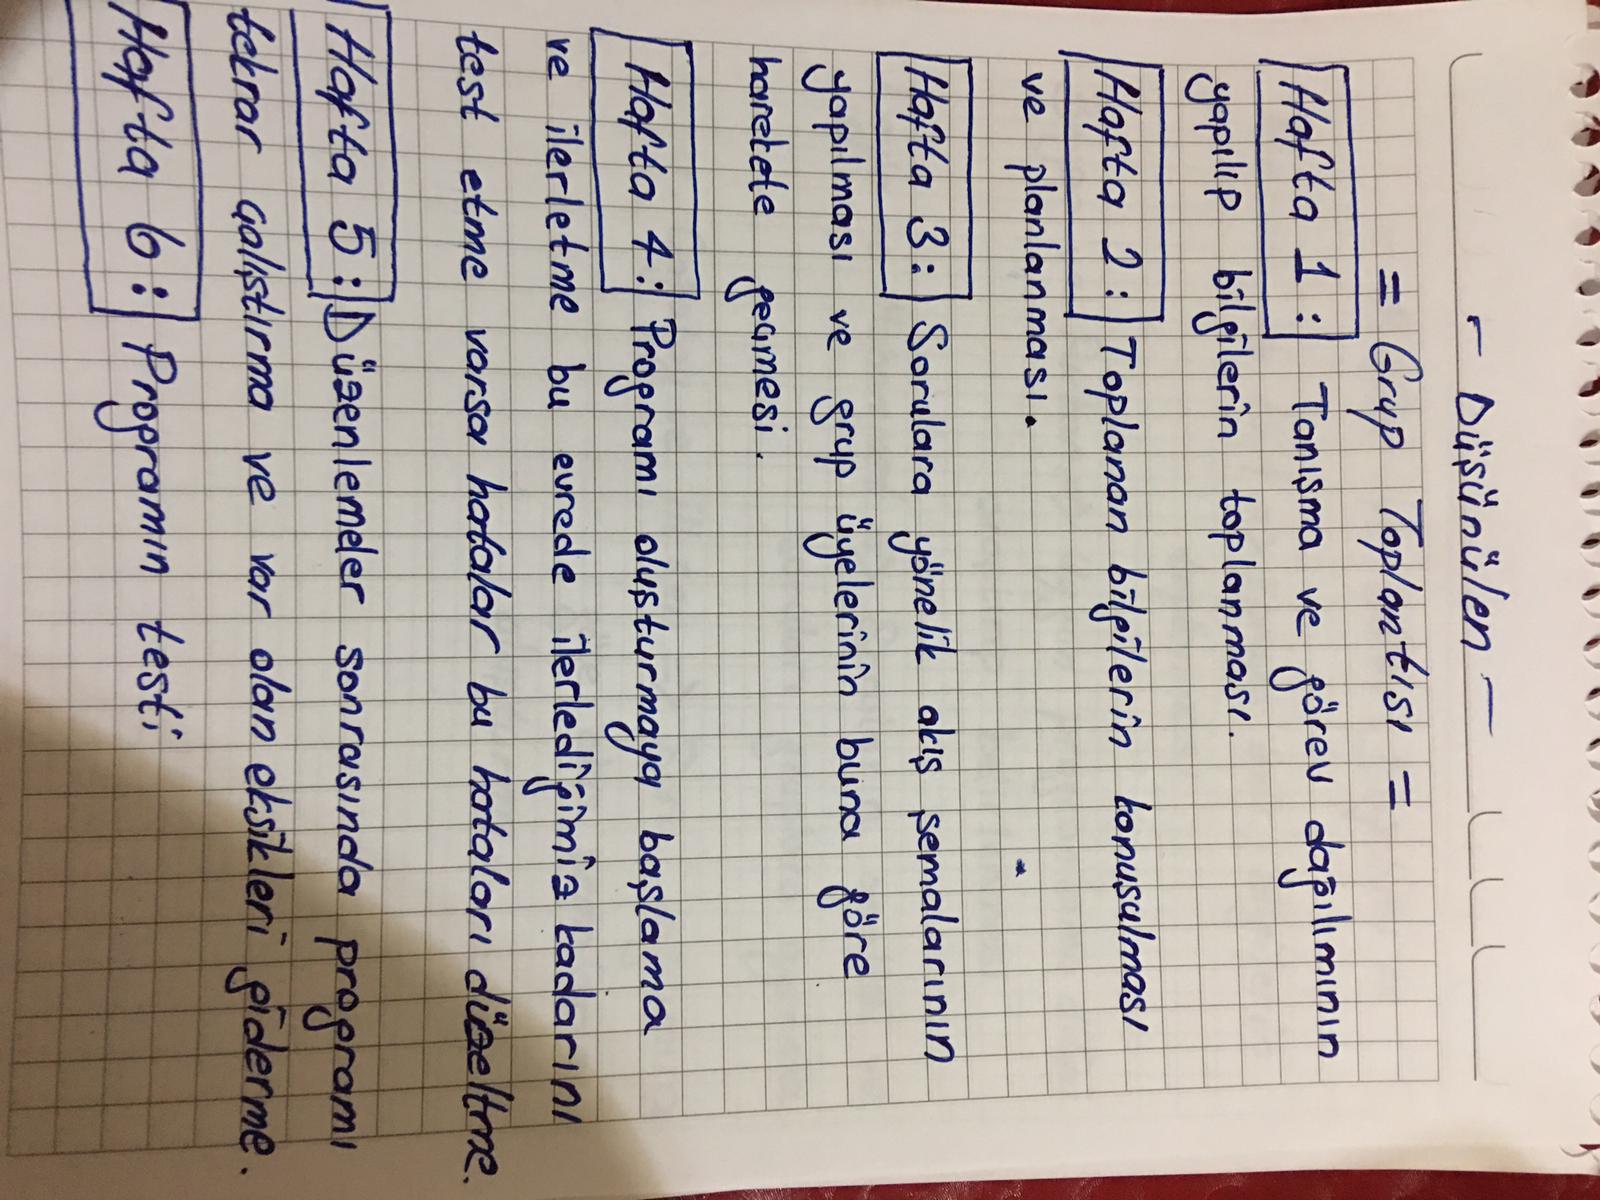 - Düşünülen -
= Grup Toplantısı =
Hafta 1: Tanışma ve görev dağılımının
yapılıp bilgilerin toplanması.
Hafta 2: Toplanan bilgilerin konuşulması
ve planlanması.
Hafta 3: Sorulara yönelik akış şemalarının
yapılması ve grup üyelerinin buna göre
harekete geçmesi.
Hafta 4: Programı oluşturmaya başlama
ve ilerletme bu evrede ilerlediğimiz kadarını
test etme varsa hatalar bu hataları düzeltme.
Hafta 5: Düzenlemeler sonrasında programı
tekrar çalıştırma ve var olan eksikleri giderme.
Hafta 6: Programın testi